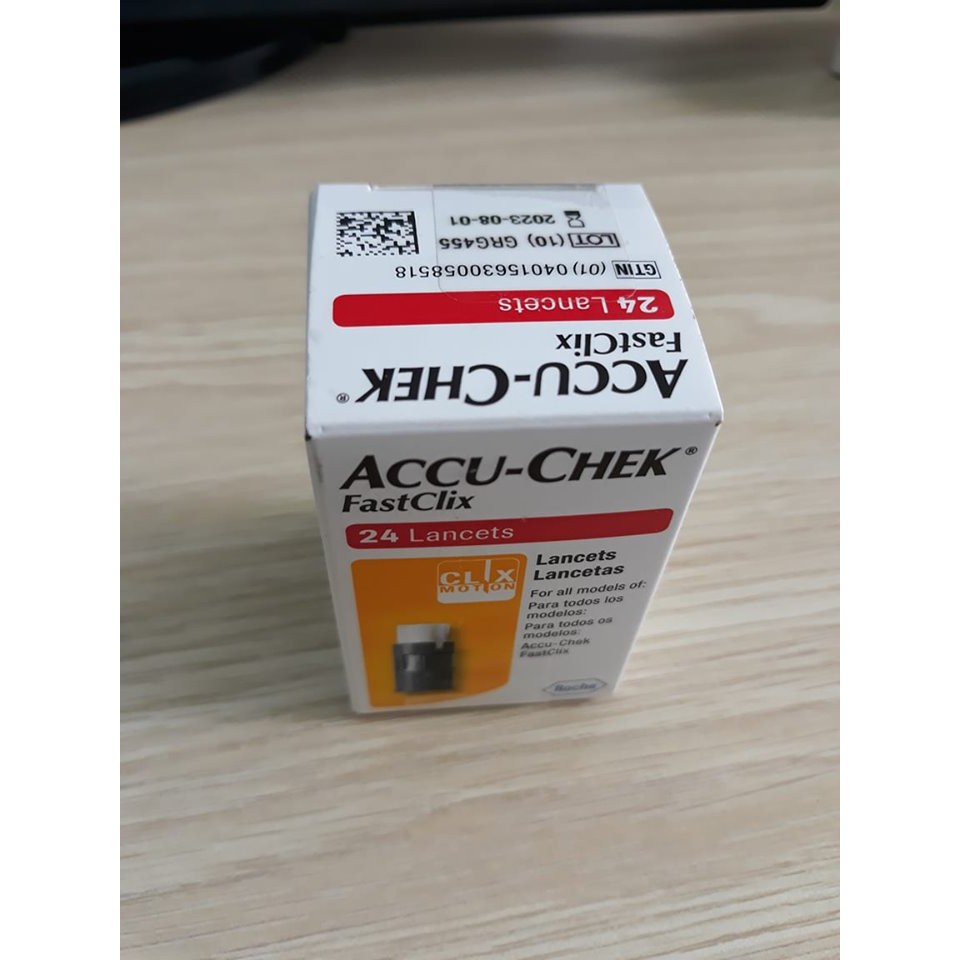 2023-08-01
LOT (10) GRG455
GTIN (01) 04015630058518
24 Lancets
ACCU-CHEK®
FastClix
ACCU-CHEK®
FastClix
24 Lancets
CLIX
MOTION
Lancets
Lancetas
For all models of:
Para todos los
modelos:
Para todos os
modelos:
Accu-Chek
FastClix
Roche